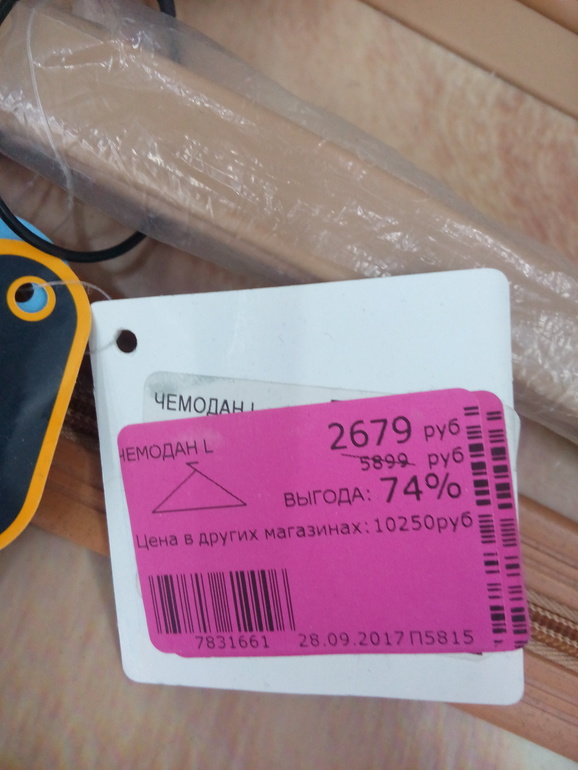 ЧЕМОДАН L
ЧЕМОДАН L
2679 руб
5899 руб
ВЫГОДА: 74%
Цена в других магазинах: 10250руб
7831661 28.09.2017 П5815